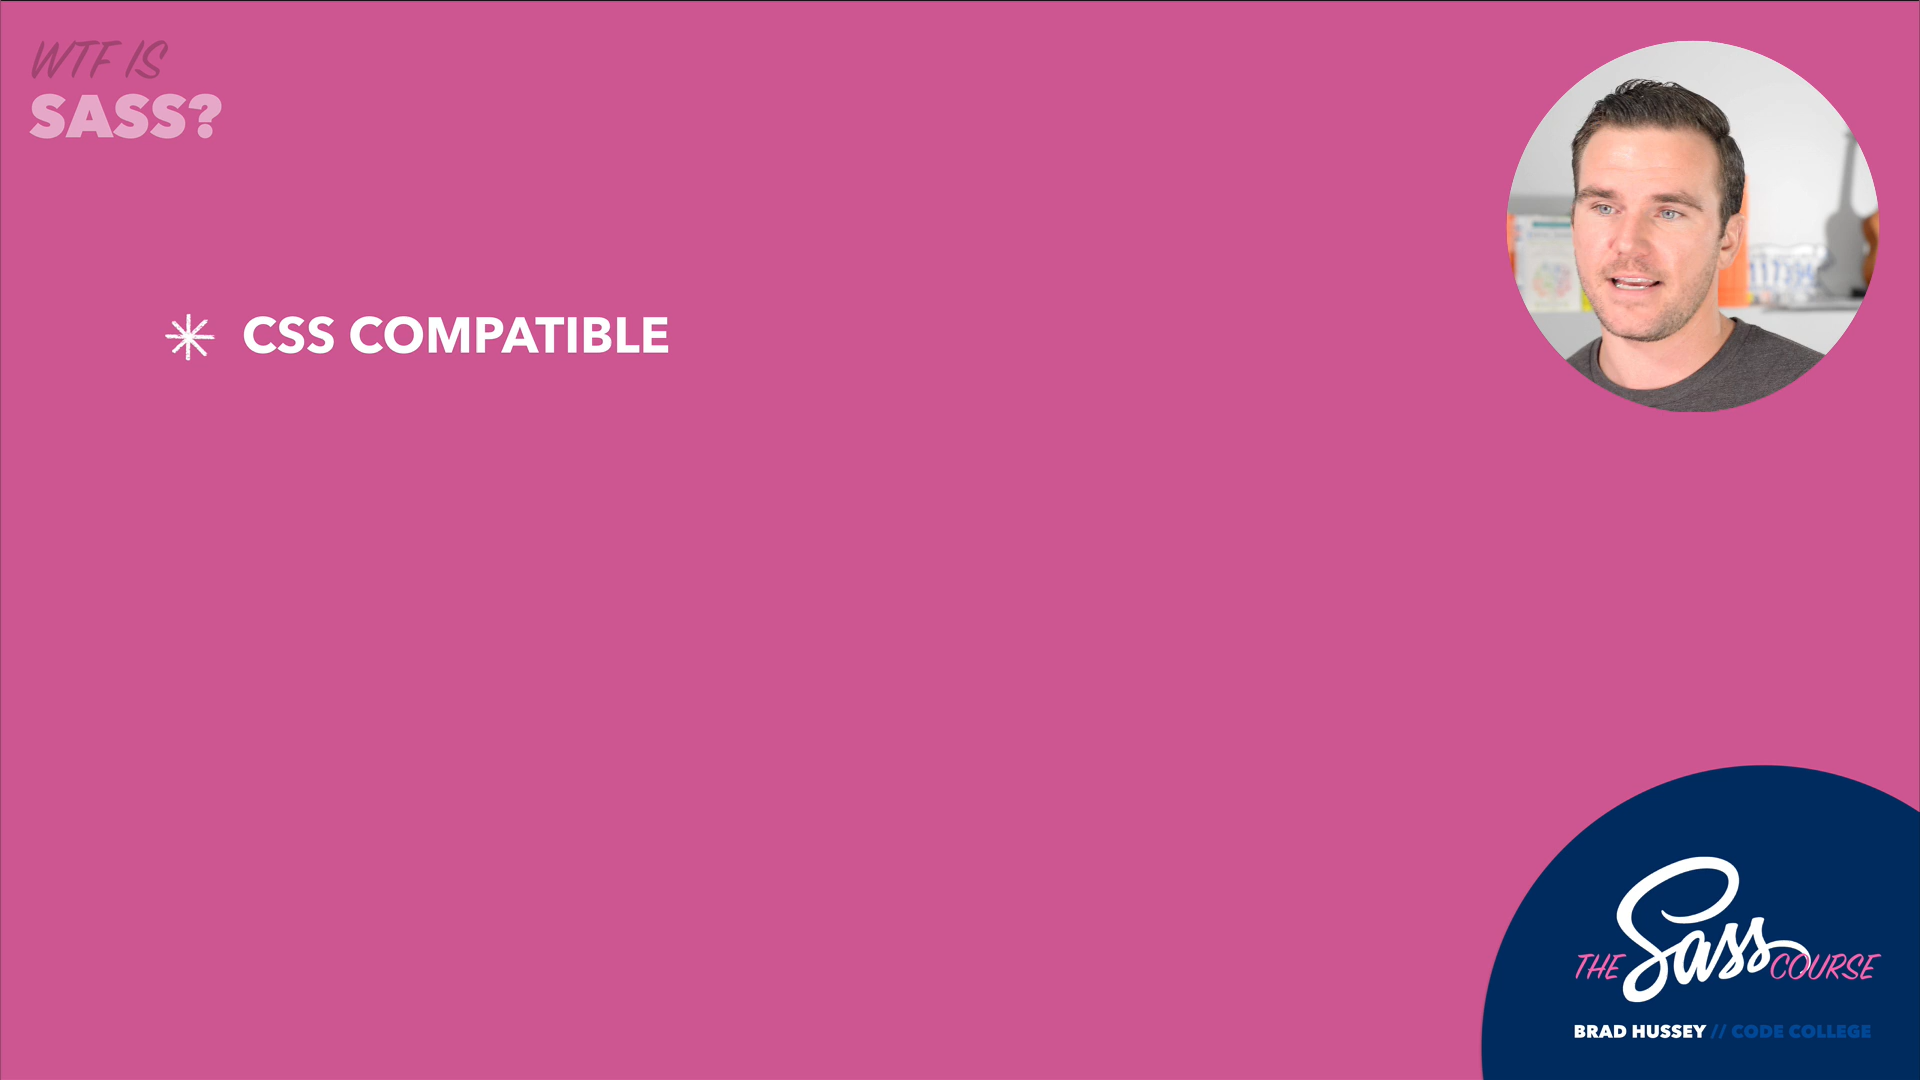 WTF IS
SASS?
CSS COMPATIBLE
THE Sass COURSE
BRAD HUSSEY // CODE COLLEGE